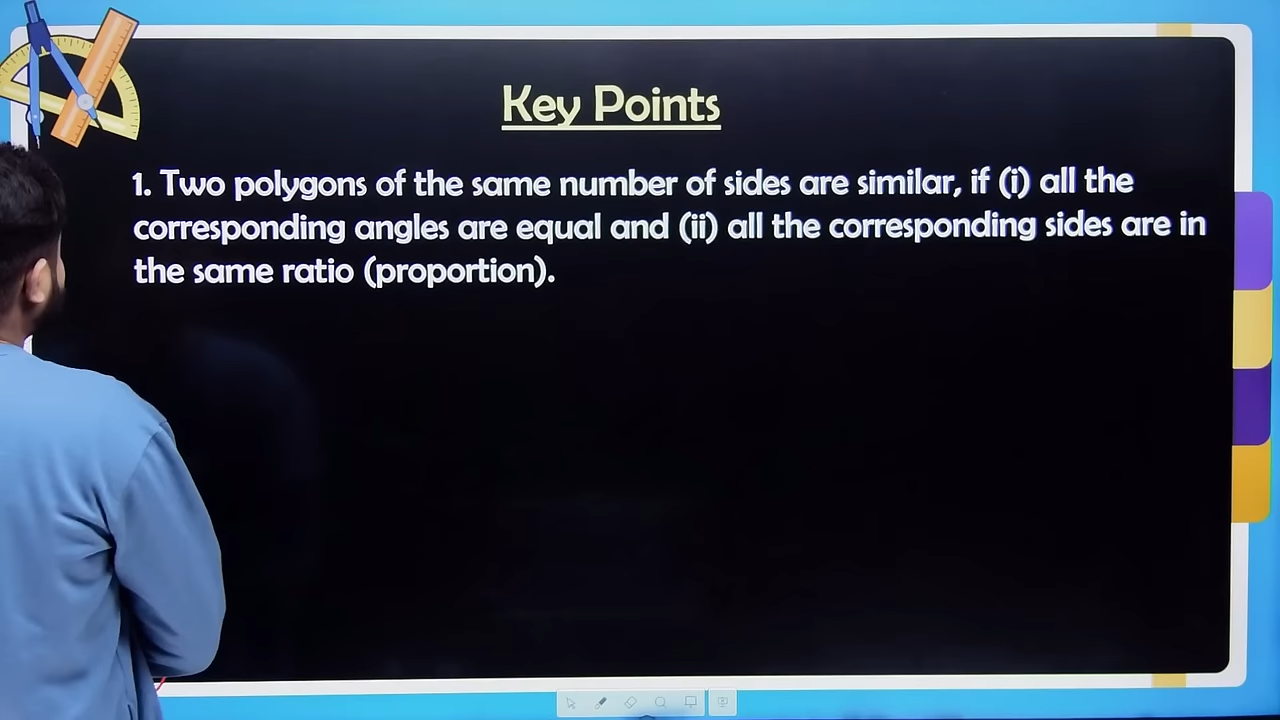 Key Points
1. Two polygons of the same number of sides are similar, if (i) all the
corresponding angles are equal and (ii) all the corresponding sides are in
the same ratio (proportion).